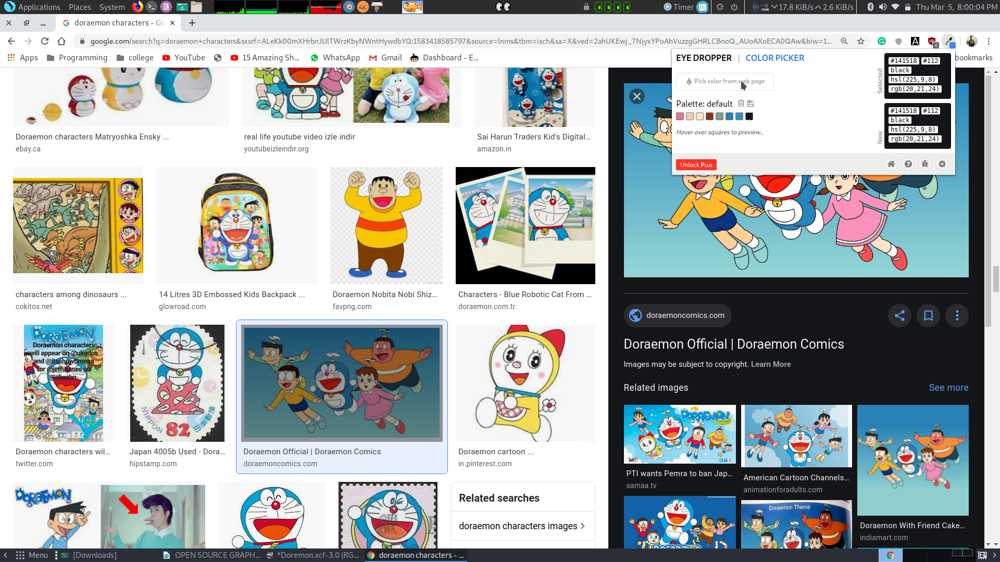 Applications Places System
Timer
17.8 KiB/s 2.6 KiB/s
Thu Mar 5, 8:00:04 PM
doraemon characters - Go
google.com/search?q=doraemon+characters&sxsrf=ALeKk00mXHrbnJUlTWrzKbyNWntHywdbYQ:1583418585797&source=lnms&tbm=isch&sa=X&ved=2ahUKEwj_7NjyxYPoAhVuzzgGHRLCBnoQ_AUoAXoECA0QAw&biw=1...
4
Apps Programming college YouTube 15 Amazing Sh... WhatsApp Gmail Dashboard - E...
bookmarks
EYE DROPPER | COLOR PICKER
Pick color from web page
Palette: default
Hover over squares to preview..
Unlock PLUS
Selected
#141518 #112
black
hsl(225,9,8)
rgb(20,21,24)
New
#141518 #112
black
hsl(225,9,8)
rgb(20,21,24)
Doraemon characters Matryoshka Ensky ...
ebay.ca
real life youtube video izle indir
youtubeizleindir.org
Sai Harun Traders Kid's Digital...
amazon.in
characters among dinosaurs ...
cokitos.net
14 Litres 3D Embossed Kids Backpack ...
glowroad.com
Doraemon Nobita Nobi Shiz...
favpng.com
Characters - Blue Robotic Cat From ...
doraemon.com.tr
DORAEMON
Doraemon characters
will appear on @ukgdos
and @itsshowtimena
for @jeffutanes on
@abscbn
NIPPON 82
Doraemon characters wil...
twitter.com
Japan 4005b Used - Dora...
hipstamp.com
Doraemon Official | Doraemon Comics
doraemoncomics.com
Doraemon cartoon ...
in.pinterest.com
DORAEMON
Related searches
doraemon characters images
doraemoncomics.com
Doraemon Official | Doraemon Comics
Images may be subject to copyright. Learn More
Related images
See more
DORAEMON
PTI wants Pemra to ban Jap...
samaa.tv
American Cartoon Channels...
animationforadults.com
Doraemon Theme
Doraemon With Friend Cake...
indiamart.com
Menu
[Downloads]
OPEN SOURCE GRAPH...
*Doremon.xcf-3.0 (RG...
doraemon characters - ...